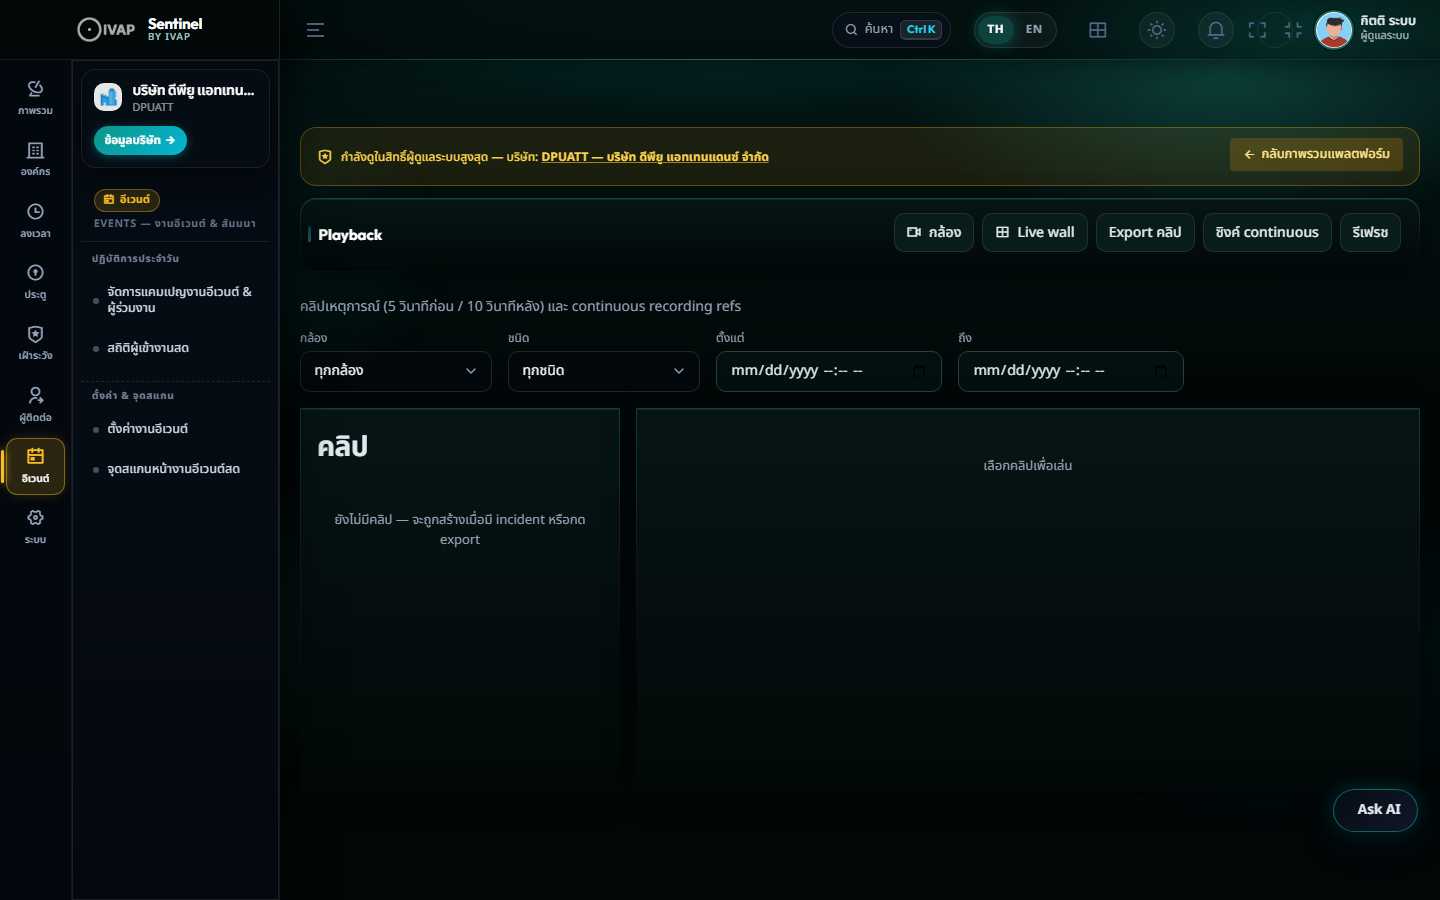 IVAP
Sentinel
BY IVAP
ค้นหา
Ctrl K
TH
EN
กิตติ ระบบ
ผู้ดูแลระบบ
ภาพรวม
องค์กร
ลงเวลา
ประตู
เฝ้าระวัง
ผู้ติดต่อ
อีเวนต์
ระบบ
บริษัท ดีพียู แอทเทน...
DPUATT
ข้อมูลบริษัท →
อีเวนต์
EVENTS — งานอีเวนต์ & สัมมนา
ปฏิบัติการประจำวัน
จัดการแคมเปญงานอีเวนต์ &
ผู้ร่วมงาน
สถิติผู้เข้างานสด
ตั้งค่า & จุดสแกน
ตั้งค่างานอีเวนต์
จุดสแกนหน้างานอีเวนต์สด
กำลังดูในสิทธิ์ผู้ดูแลระบบสูงสุด — บริษัท: DPUATT — บริษัท ดีพียู แอทเทนแดนซ์ จำกัด
← กลับภาพรวมแพลตฟอร์ม
Playback
กล้อง
Live wall
Export คลิป
ซิงค์ continuous
รีเฟรช
คลิปเหตุการณ์ (5 วินาทีก่อน / 10 วินาทีหลัง) และ continuous recording refs
กล้อง
ชนิด
ตั้งแต่
ถึง
ทุกกล้อง
ทุกชนิด
mm/dd/yyyy --:-- --
mm/dd/yyyy --:-- --
คลิป
ยังไม่มีคลิป — จะถูกสร้างเมื่อมี incident หรือกด
export
เลือกคลิปเพื่อเล่น
Ask AI